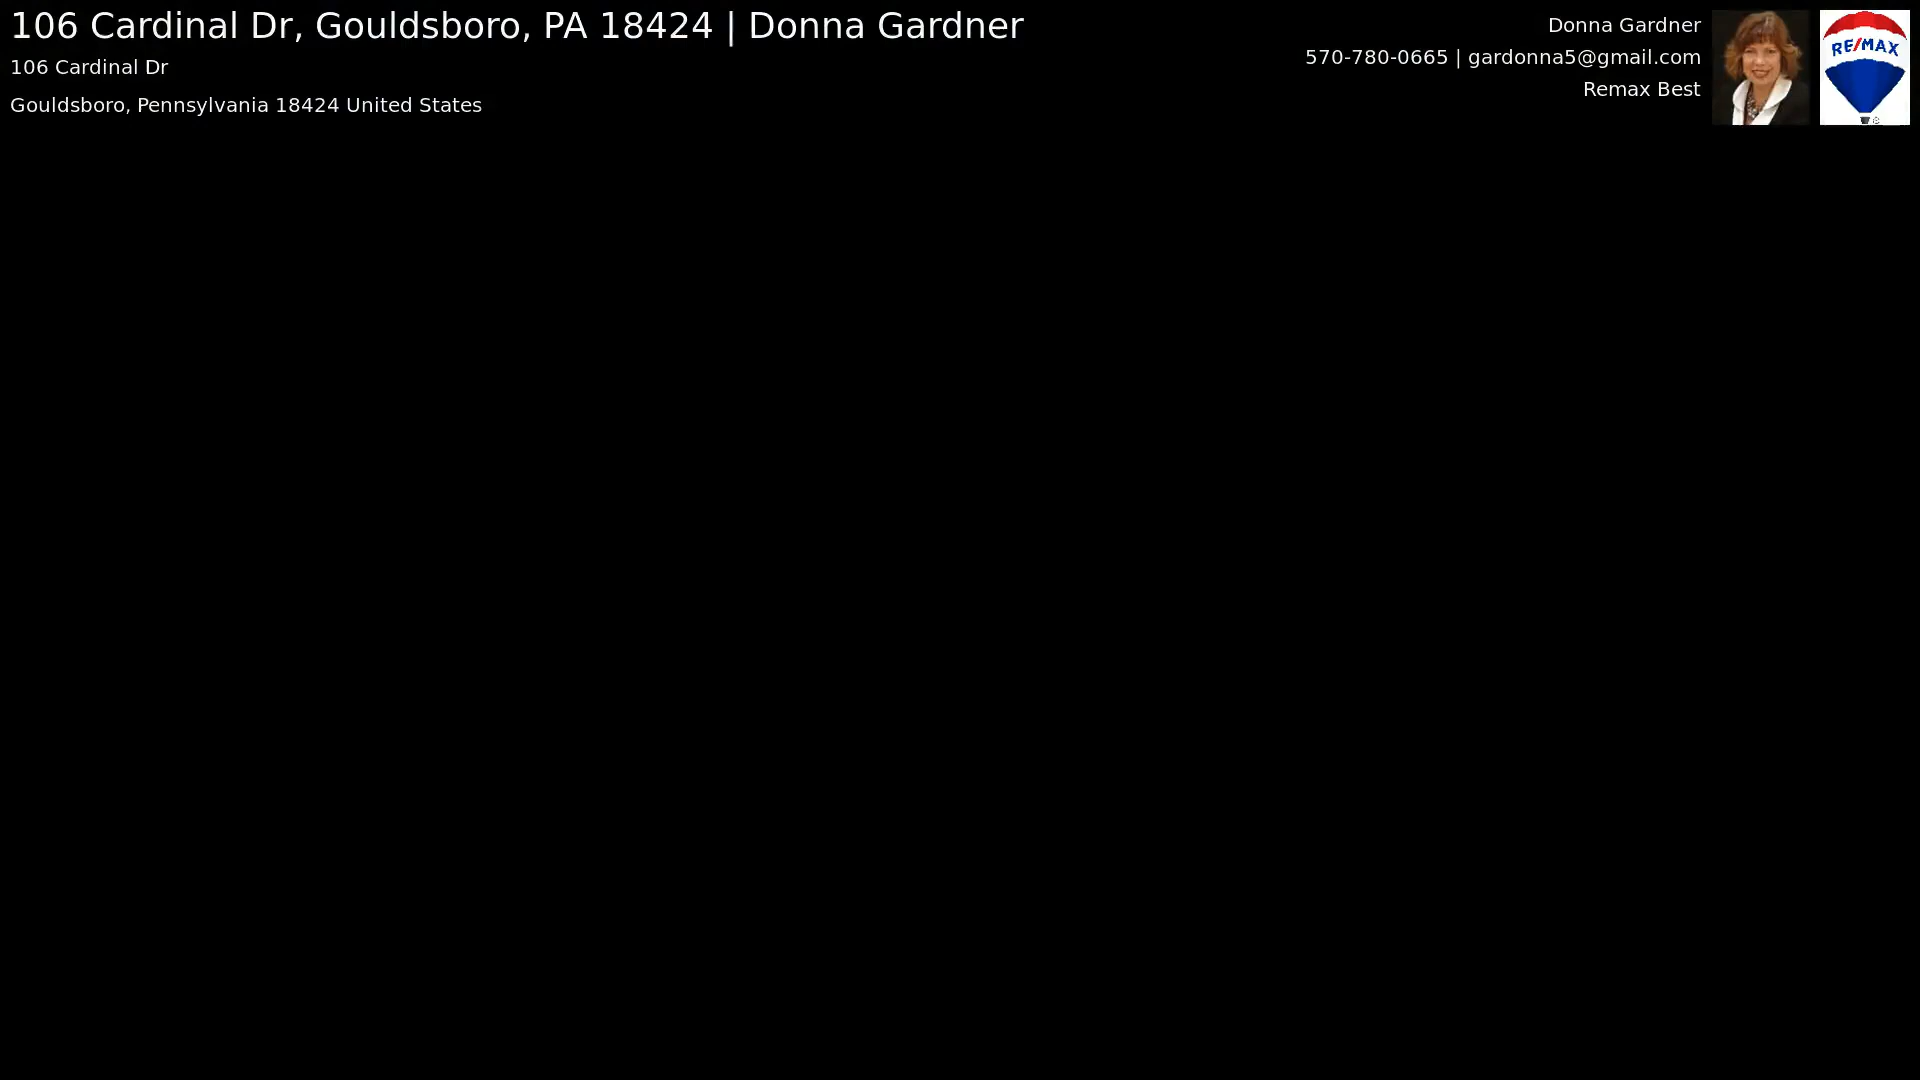 106 Cardinal Dr, Gouldsboro, PA 18424 | Donna Gardner
106 Cardinal Dr
Gouldsboro, Pennsylvania 18424 United States
Donna Gardner
570-780-0665 | gardonna5@gmail.com
Remax Best
RE/MAX